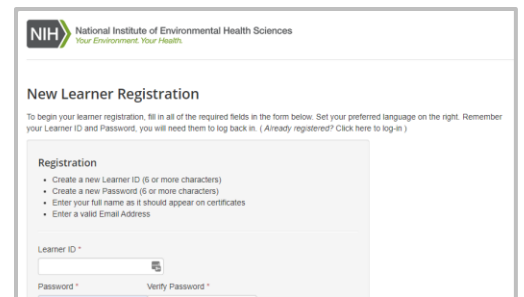 NIH National Institute of Environmental Health Sciences
Your Environment. Your Health.
New Learner Registration
To begin your learner registration, fill in all of the required fields in the form below. Set your preferred language on the right. Remember
your Learner ID and Password, you will need them to log back in. ( Already registered? Click here to log-in )
Registration
• Create a new Learner ID (6 or more characters)
• Create a new Password (6 or more characters)
• Enter your full name as it should appear on certificates
• Enter a valid Email Address
Learner ID *
Password * Verify Password *